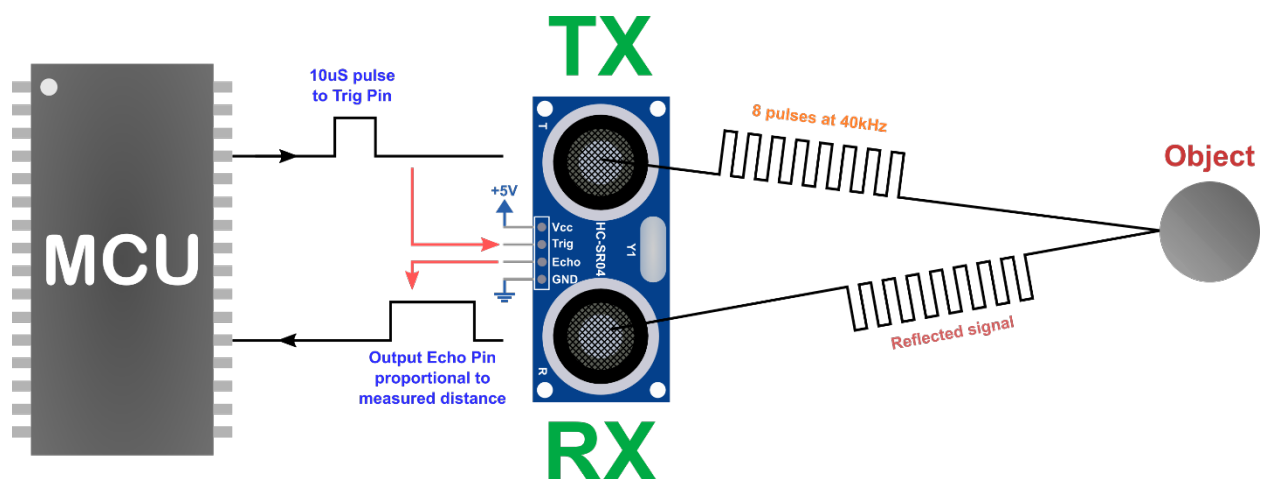 TX
10uS pulse
to Trig Pin
8 pulses at 40kHz
T
Object
+5V
MCU
Vcc
Trig
Echo
GND
HC-SR04
Y1
Reflected signal
Output Echo Pin
proportional to
measured distance
R
RX